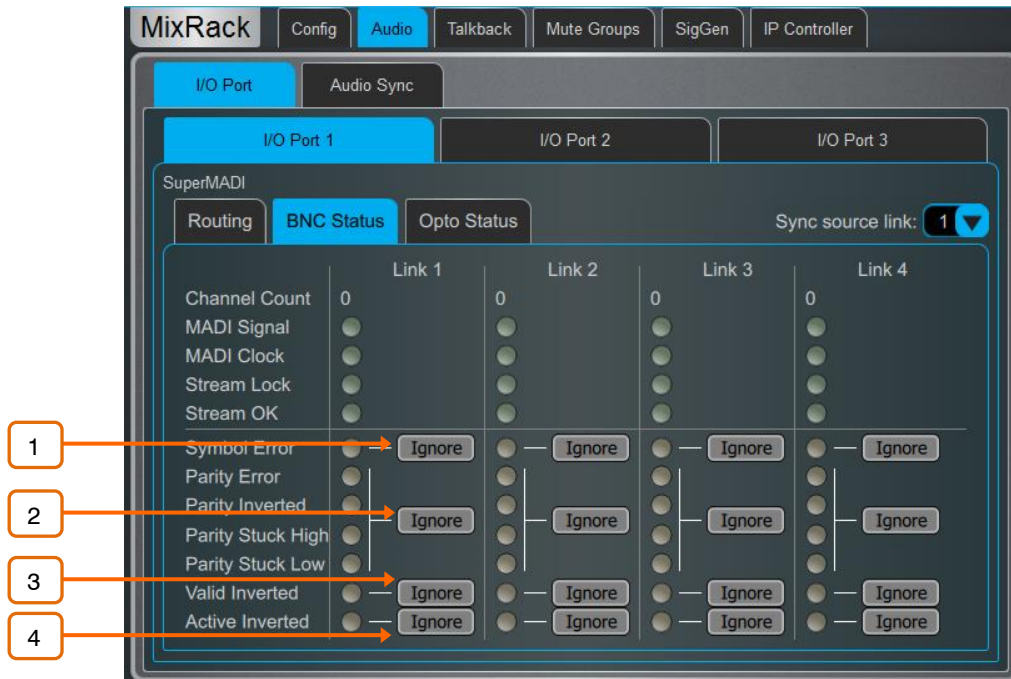 MixRack Config Audio Talkback Mute Groups SigGen IP Controller
I/O Port Audio Sync
I/O Port 1 I/O Port 2 I/O Port 3
SuperMADI
Routing BNC Status Opto Status Sync source link: 1
Link 1 Link 2 Link 3 Link 4
Channel Count 0 0 0 0
MADI Signal
MADI Clock
Stream Lock
Stream OK
1 Symbol Error Ignore Ignore Ignore Ignore
Parity Error
Parity Inverted
2 Ignore Ignore Ignore Ignore
Parity Stuck High
Parity Stuck Low
3 Valid Inverted Ignore Ignore Ignore Ignore
4 Active Inverted Ignore Ignore Ignore Ignore